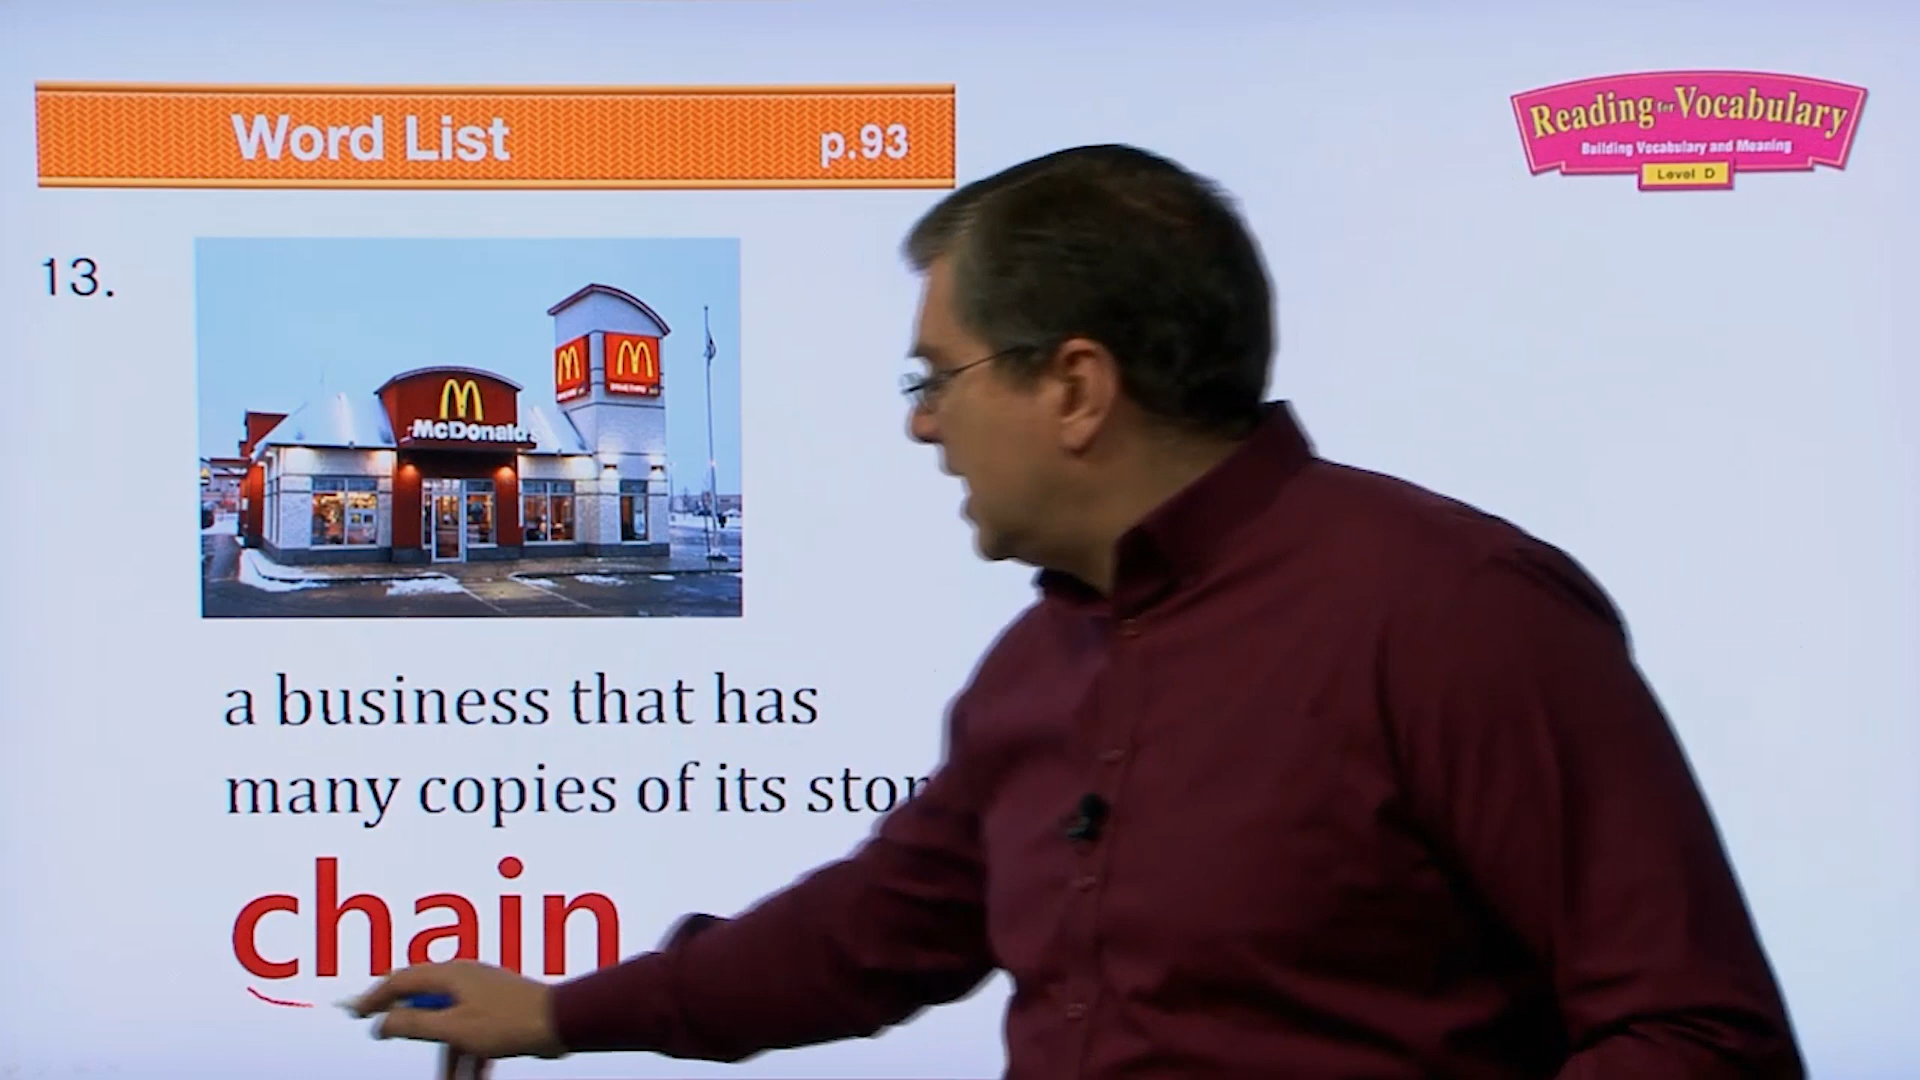 Word List p.93
Reading for Vocabulary
Building Vocabulary and Meaning
Level D
13.
McDonald's
a business that has
many copies of its stor
chain